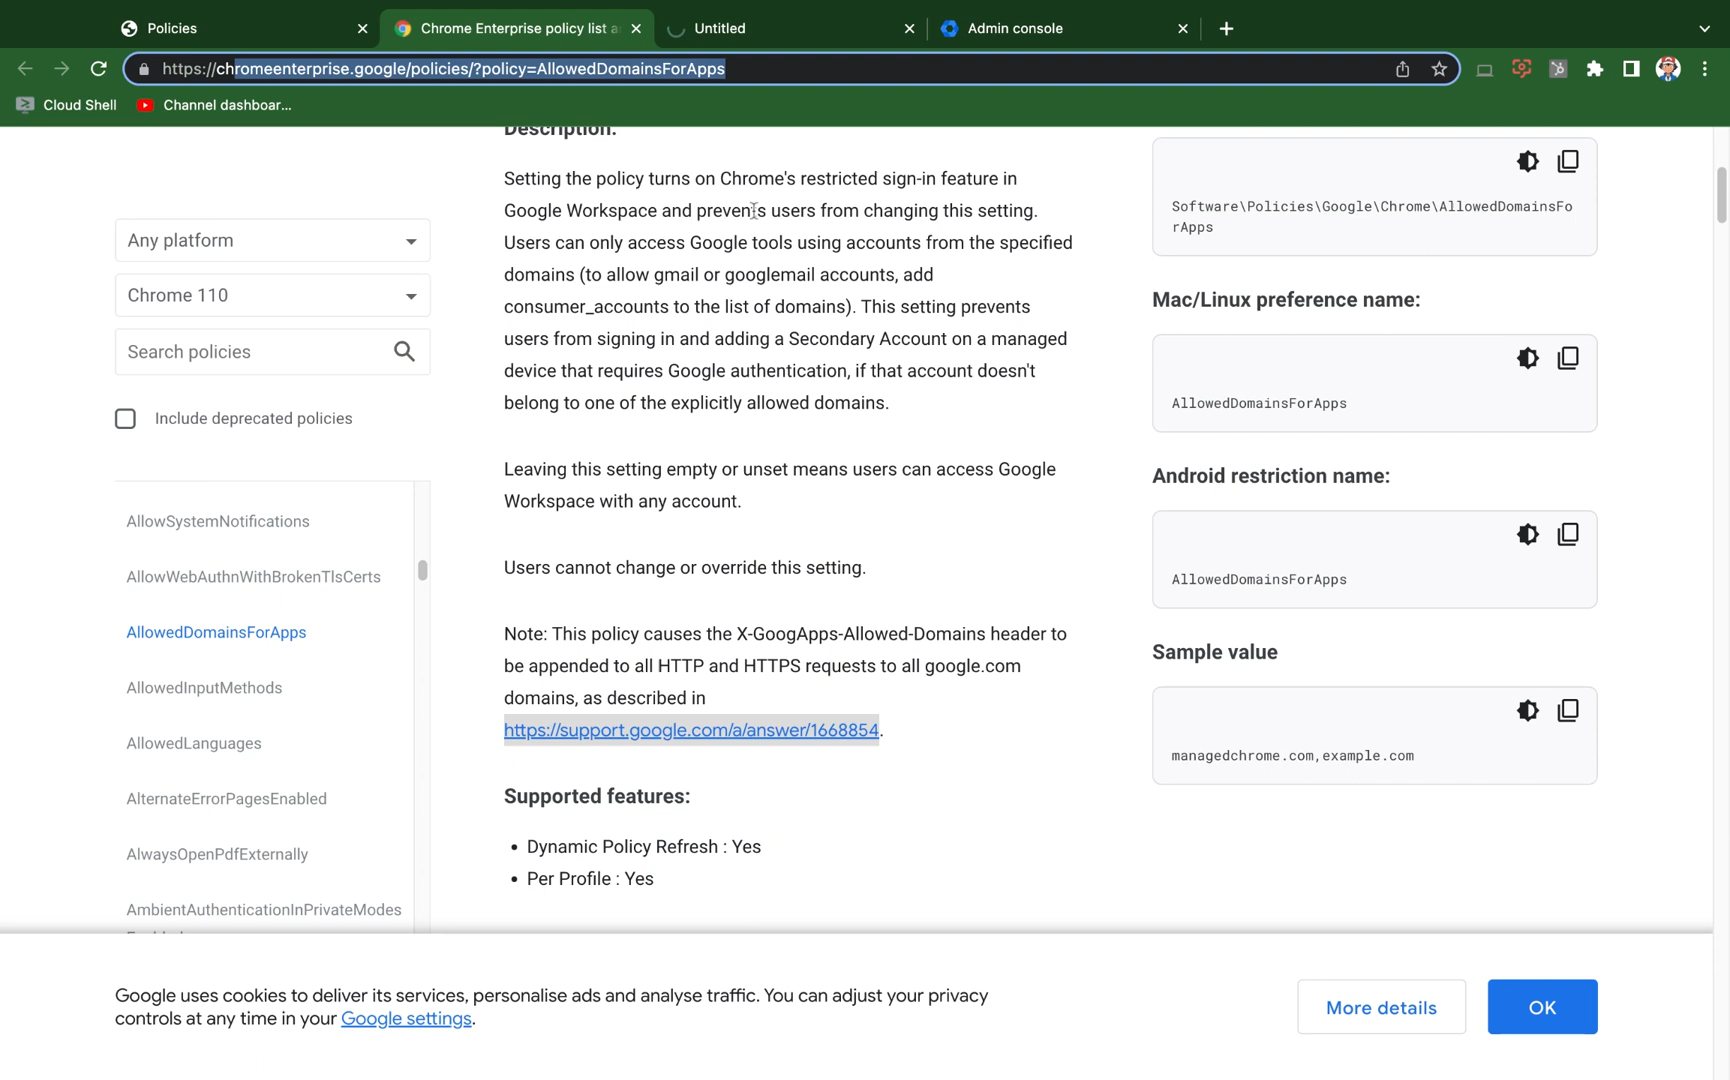 Policies
Chrome Enterprise policy list a
Untitled
Admin console
https://chromeenterprise.google/policies/?policy=AllowedDomainsForApps
Cloud Shell
Channel dashboar...
Any platform
Chrome 110
Search policies
Include deprecated policies
AllowSystemNotifications
AllowWebAuthnWithBrokenTlsCerts
AllowedDomainsForApps
AllowedInputMethods
AllowedLanguages
AlternateErrorPagesEnabled
AlwaysOpenPdfExternally
AmbientAuthenticationInPrivateModes
Description:
Setting the policy turns on Chrome's restricted sign-in feature in
Google Workspace and prevents users from changing this setting.
Users can only access Google tools using accounts from the specified
domains (to allow gmail or googlemail accounts, add
consumer_accounts to the list of domains). This setting prevents
users from signing in and adding a Secondary Account on a managed
device that requires Google authentication, if that account doesn't
belong to one of the explicitly allowed domains.
Leaving this setting empty or unset means users can access Google
Workspace with any account.
Users cannot change or override this setting.
Note: This policy causes the X-GoogApps-Allowed-Domains header to
be appended to all HTTP and HTTPS requests to all google.com
domains, as described in
https://support.google.com/a/answer/1668854.
Supported features:
• Dynamic Policy Refresh : Yes
• Per Profile : Yes
Software\Policies\Google\Chrome\AllowedDomainsFo
rApps
Mac/Linux preference name:
AllowedDomainsForApps
Android restriction name:
AllowedDomainsForApps
Sample value
managedchrome.com,example.com
Google uses cookies to deliver its services, personalise ads and analyse traffic. You can adjust your privacy
controls at any time in your Google settings.
More details
OK